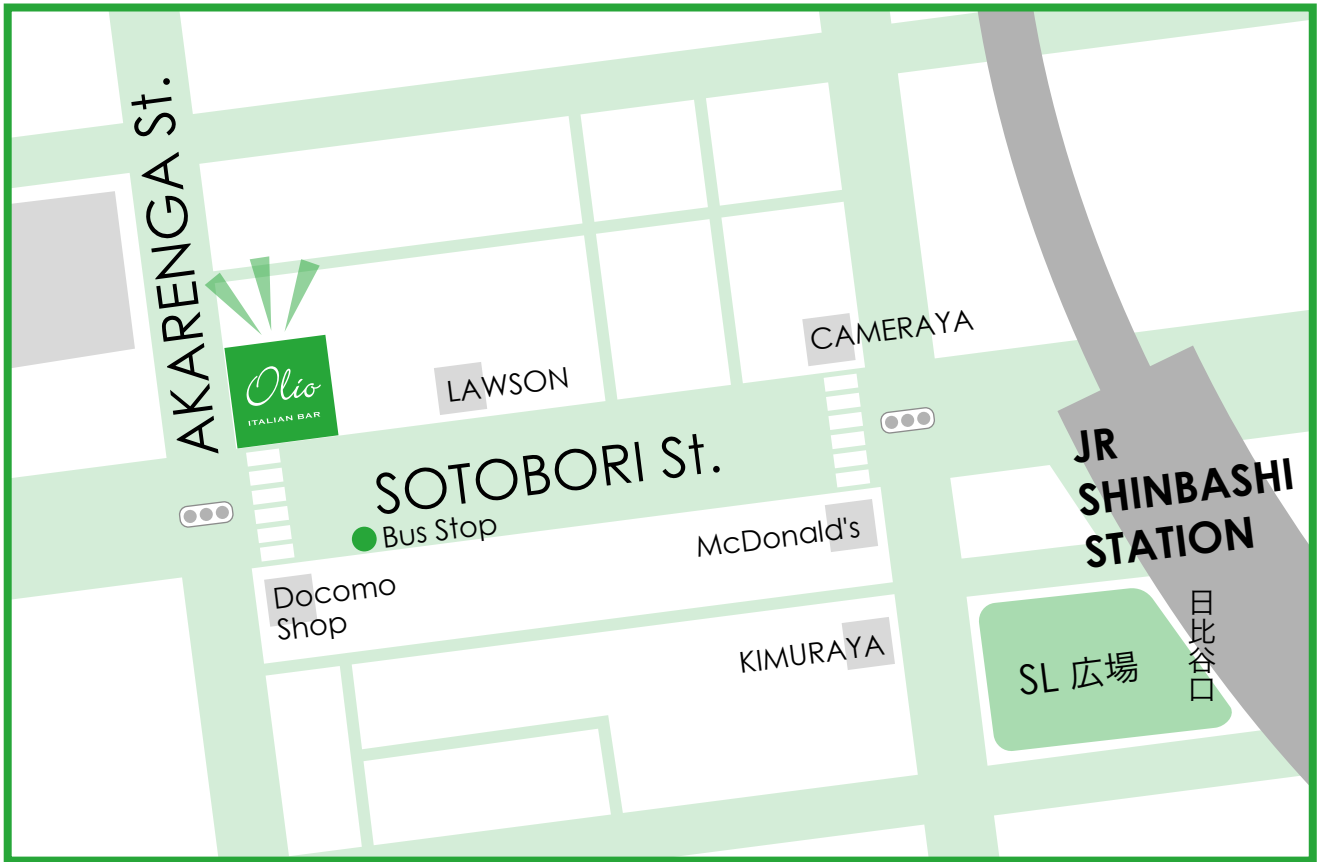 AKARENGA St.
Olio
ITALIAN BAR
LAWSON
CAMERAYA
SOTOBORI St.
Bus Stop
JR
SHINBASHI
STATION
McDonald's
Docomo
Shop
KIMURAYA
SL 広場
日比谷口